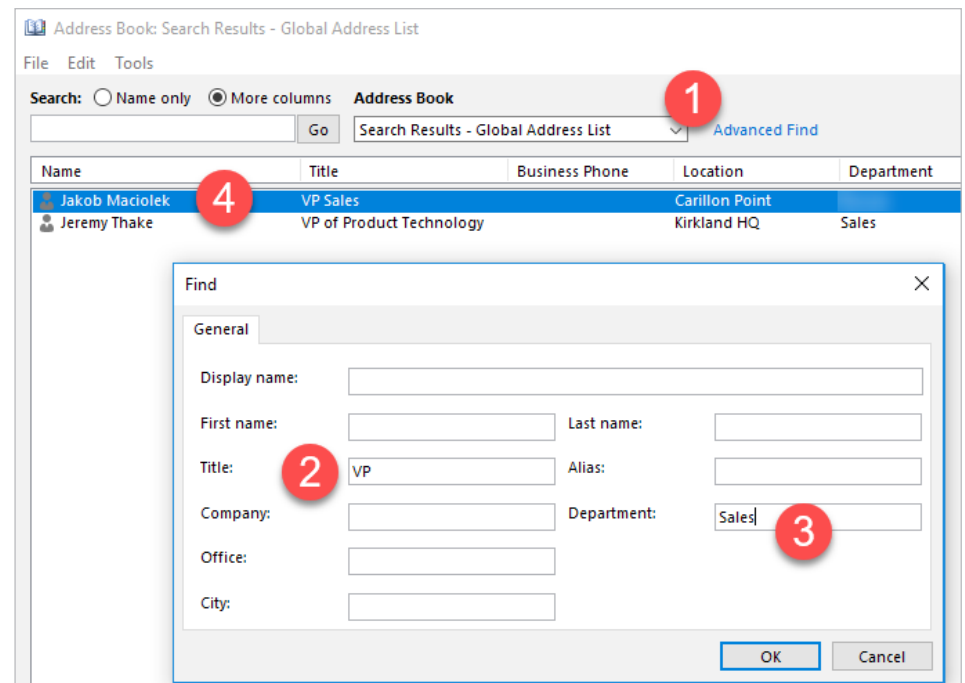 Address Book: Search Results - Global Address List
File Edit Tools
Search: Name only More columns Address Book 1
Go Search Results - Global Address List Advanced Find
Name Title Business Phone Location Department
Jakob Maciolek 4 VP Sales Carillon Point
Jeremy Thake VP of Product Technology Kirkland HQ Sales
Find
General
Display name:
First name: Last name:
Title: 2 VP Alias:
Company: Department: Sales 3
Office:
City:
OK Cancel